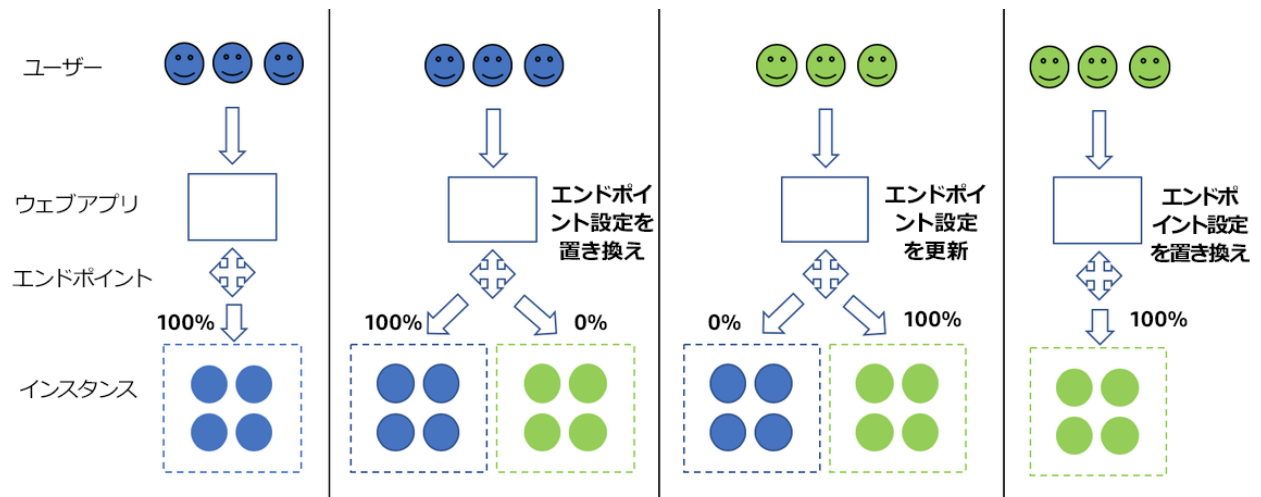 ユーザー
ウェブアプリ
エンドポイ
ント設定を
置き換え
エンドポイ
ント設定
を更新
エンドポ
イント設定
を置き換え
エンドポイント
100%
100%
0%
0%
100%
100%
インスタンス